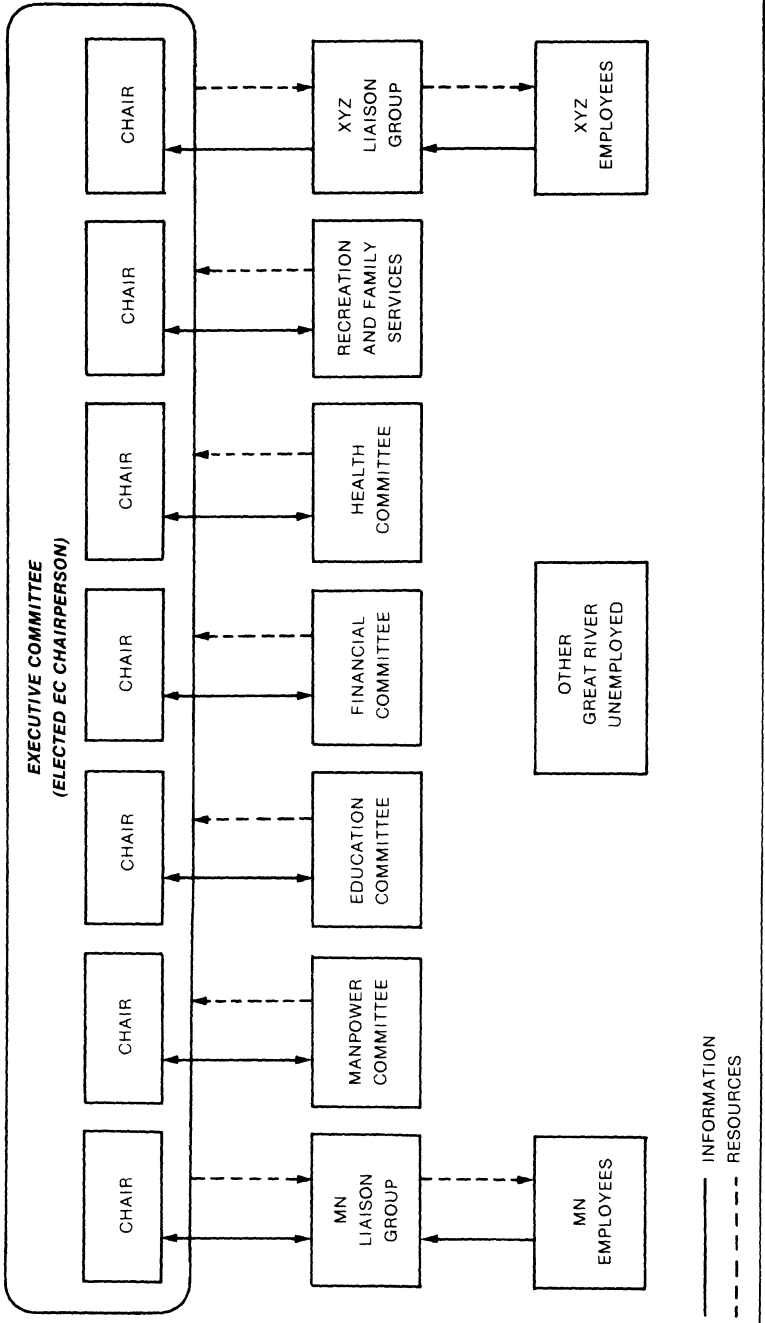 EXECUTIVE COMMITTEE
(ELECTED EC CHAIRPERSON)
CHAIR
CHAIR
CHAIR
CHAIR
CHAIR
CHAIR
CHAIR
MN
LIAISON
GROUP
MANPOWER
COMMITTEE
EDUCATION
COMMITTEE
FINANCIAL
COMMITTEE
HEALTH
COMMITTEE
RECREATION
AND FAMILY
SERVICES
XYZ
LIAISON
GROUP
MN
EMPLOYEES
OTHER
GREAT RIVER
UNEMPLOYED
XYZ
EMPLOYEES
INFORMATION
RESOURCES